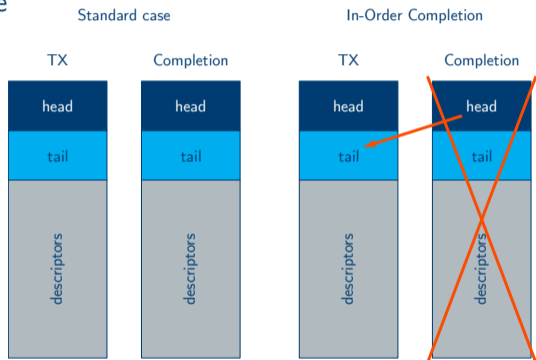 e
Standard case
In-Order Completion
TX
Completion
TX
Completion
head
head
head
head
tail
tail
tail
tail
descriptors
descriptors
descriptors
descriptors